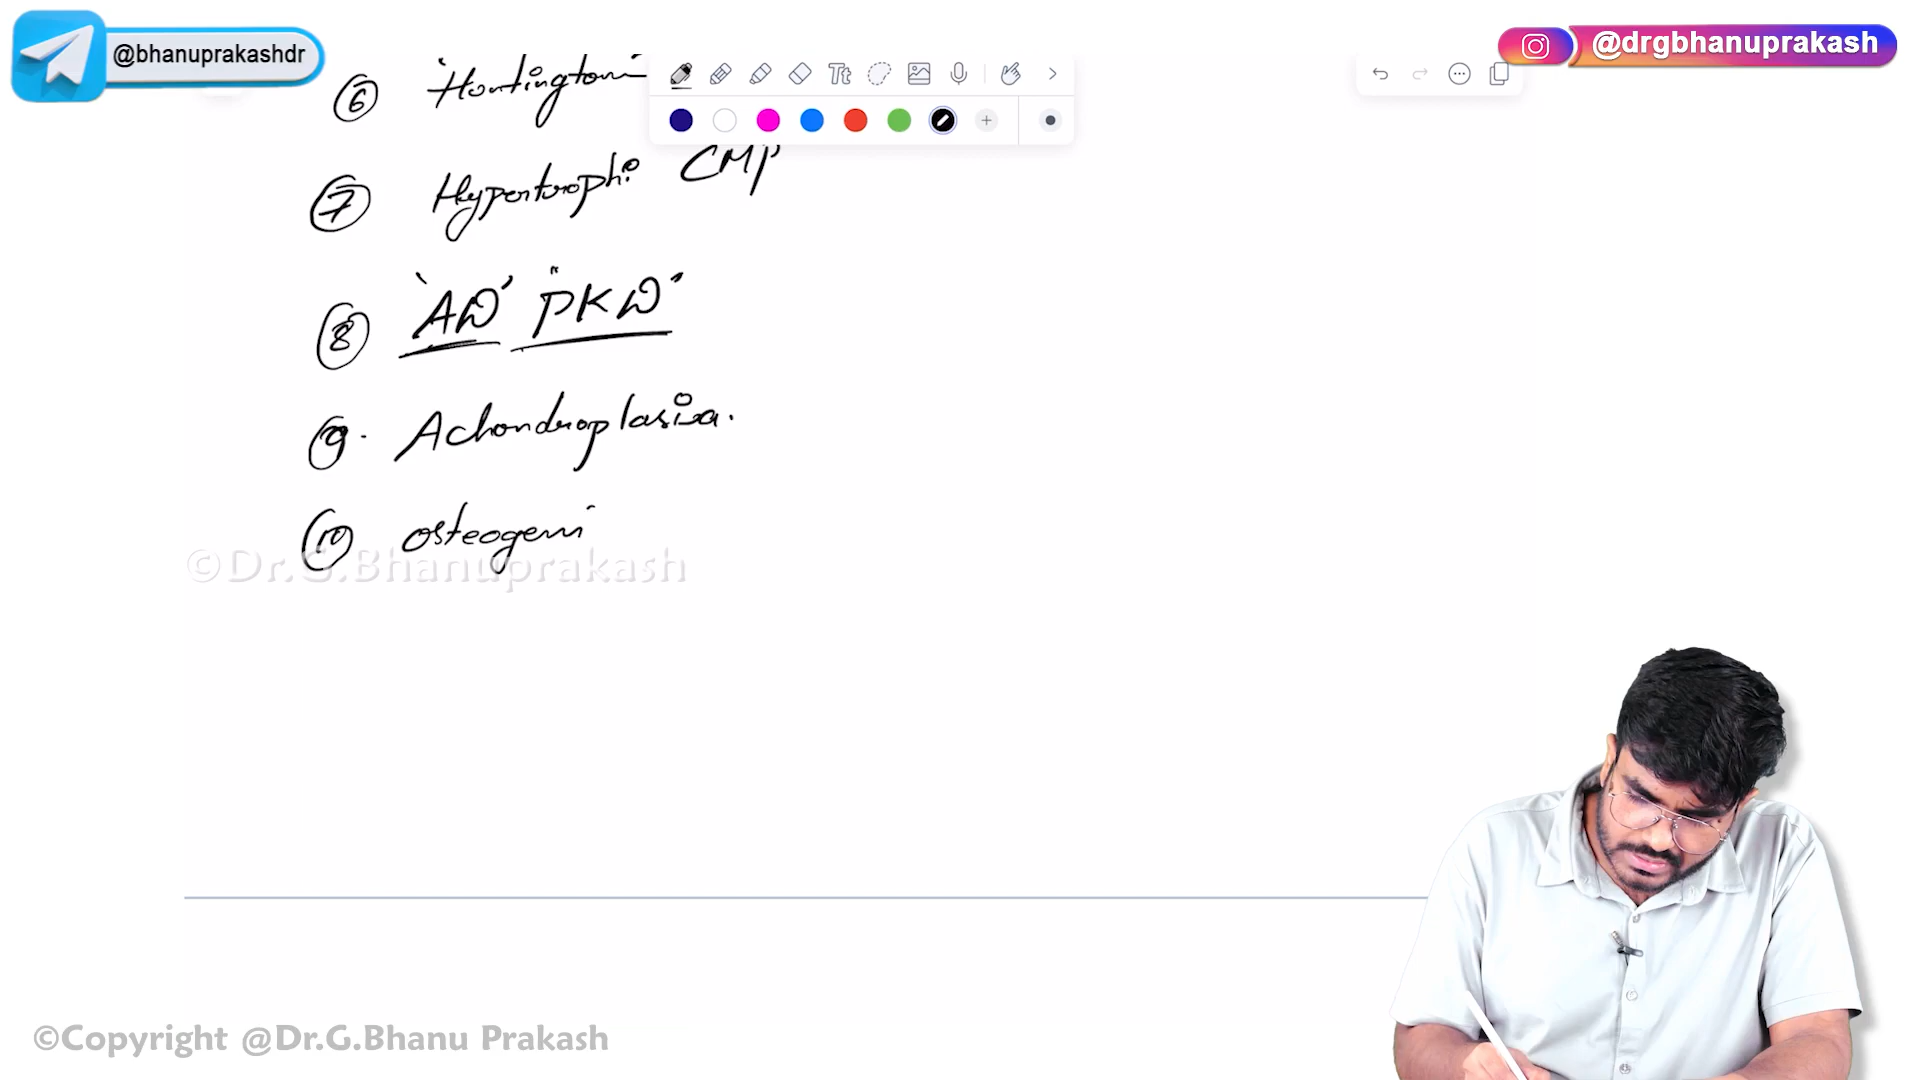 @bhanuprakashdr
@drgbhanuprakash
Tt
6 'Huntington
7 Hypertrophic CMP
8 'AD' "PKD"
9. Achondroplasia.
10 Osteogeni
©Dr.G.Bhanuprakash
©Copyright @Dr.G.Bhanu Prakash